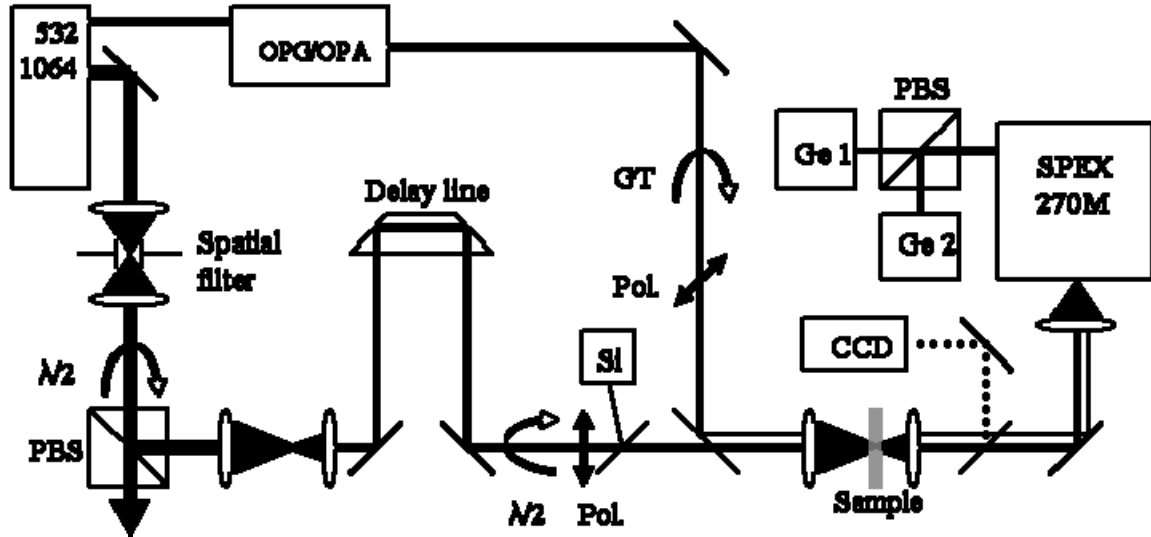 532
1064
OPG/OPA
PBS
Ge 1
SPEX
270M
GT
Delay line
Ge 2
Spatial
filter
Pol.
CCD
Si
λ/2
PBS
Sample
λ/2
Pol.